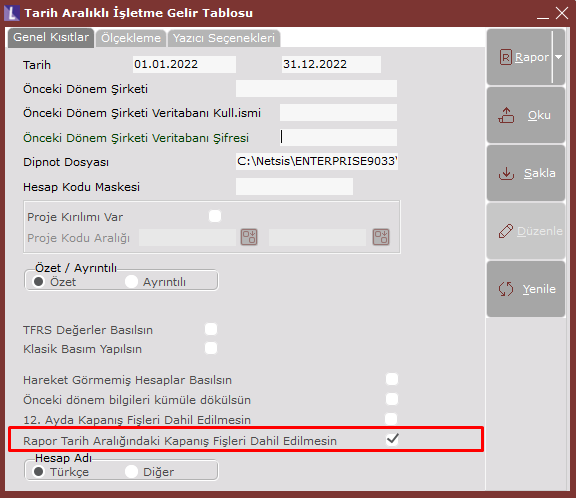 Tarih Aralıklı İşletme Gelir Tablosu
Genel Kısıtlar Ölçekleme Yazıcı Seçenekleri
Tarih 01.01.2022 31.12.2022
Önceki Dönem Şirketi
Önceki Dönem Şirketi Veritabanı Kull.ismi
Önceki Dönem Şirketi Veritabanı Şifresi
Dipnot Dosyası C:\Netsis\ENTERPRISE9033\
Hesap Kodu Maskesi
Proje Kırılımı Var
Proje Kodu Aralığı
Özet / Ayrıntılı
Özet Ayrıntılı
TFRS Değerler Basılsın
Klasik Basım Yapılsın
Hareket Görmemiş Hesaplar Basılsın
Önceki dönem bilgileri kümüle dökülsün
12. Ayda Kapanış Fişleri Dahil Edilmesin
Rapor Tarih Aralığındaki Kapanış Fişleri Dahil Edilmesin
Hesap Adı
Türkçe Diğer
Rapor
Oku
Sakla
Düzenle
Yenile